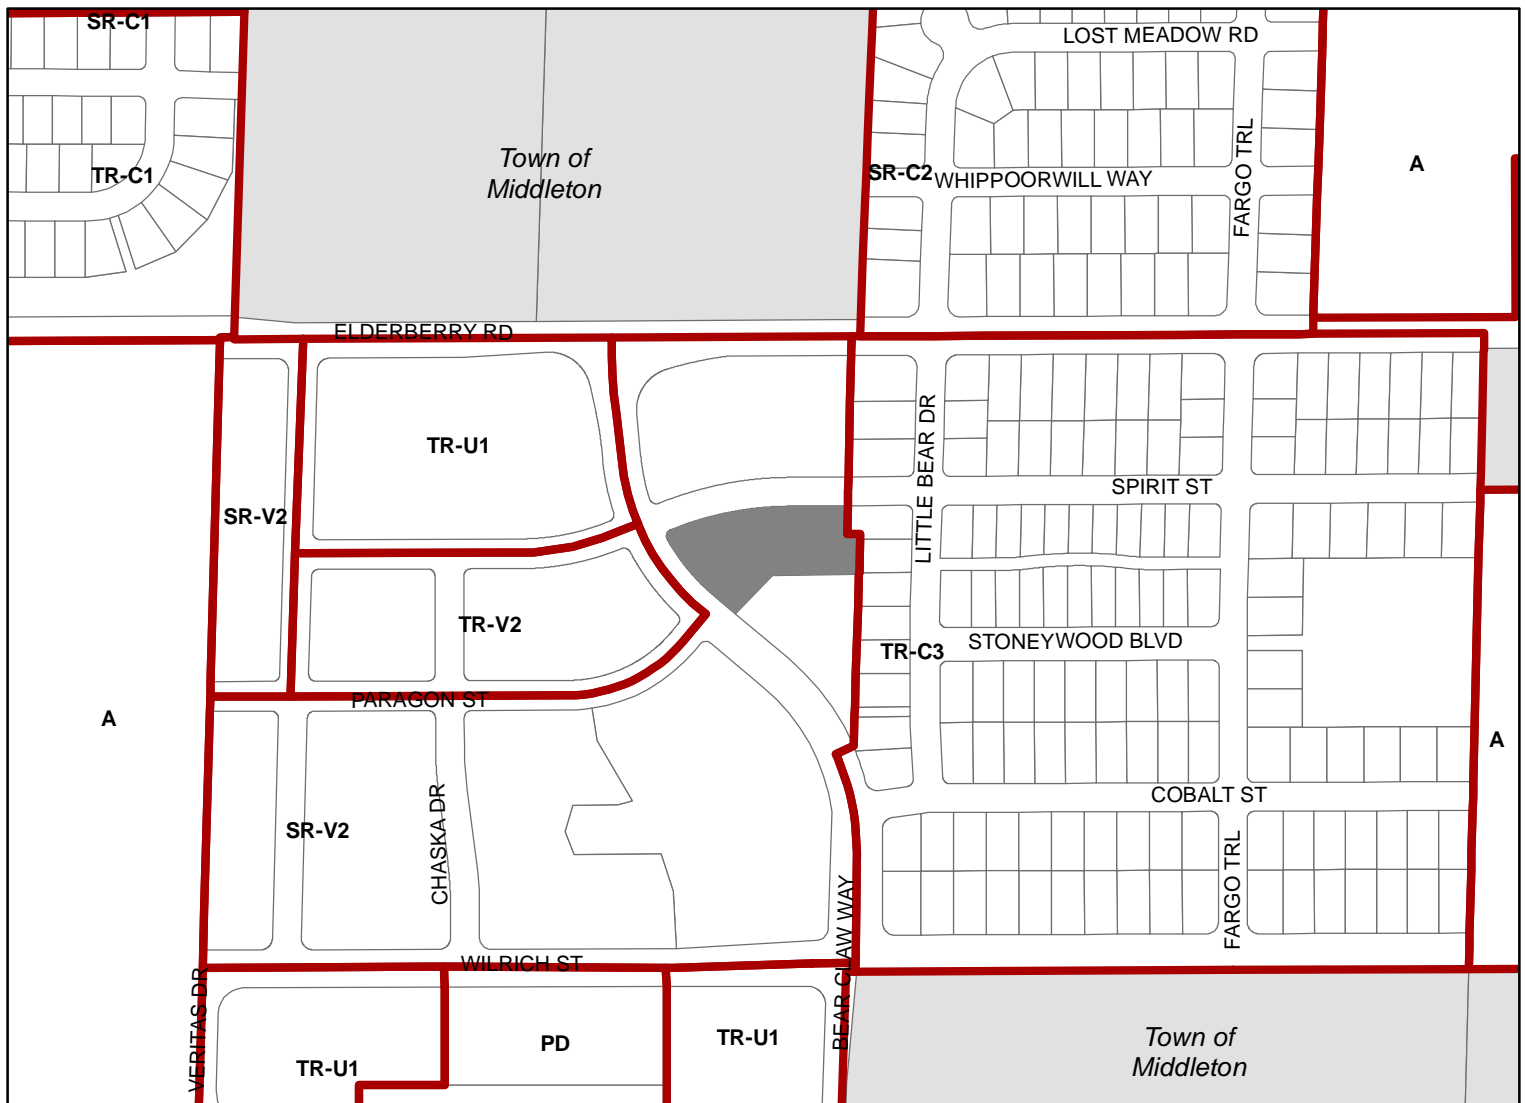 SR-C1
LOST MEADOW RD
Town of
Middleton
FARGO TRL
A
TR-C1
SR-C2
WHIPPOORWILL WAY
ELDERBERRY RD
TR-U1
LITTLE BEAR DR
SPIRIT ST
SR-V2
TR-V2
STONEYWOOD BLVD
TR-C3
PARAGON ST
A
A
COBALT ST
SR-V2
CHASKA DR
FARGO TRL
BEAR CLAW WAY
WILRICH ST
VERITAS DR
PD
TR-U1
TR-U1
Town of
Middleton